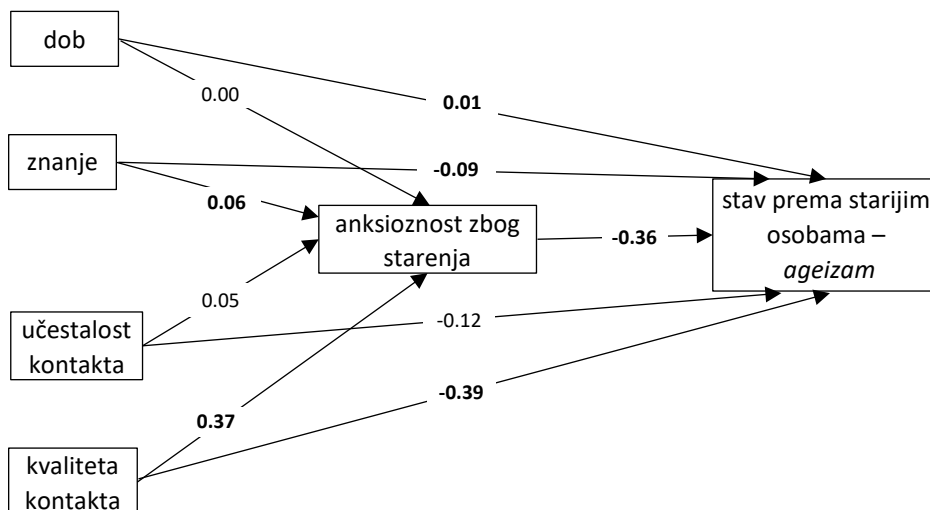 dob
0.00
0.01
znanje
-0.09
0.06
anksioznost zbog
starenja
-0.36
stav prema starijim
osobama –
ageizam
0.05
učestalost
kontakta
-0.12
0.37
-0.39
kvaliteta
kontakta